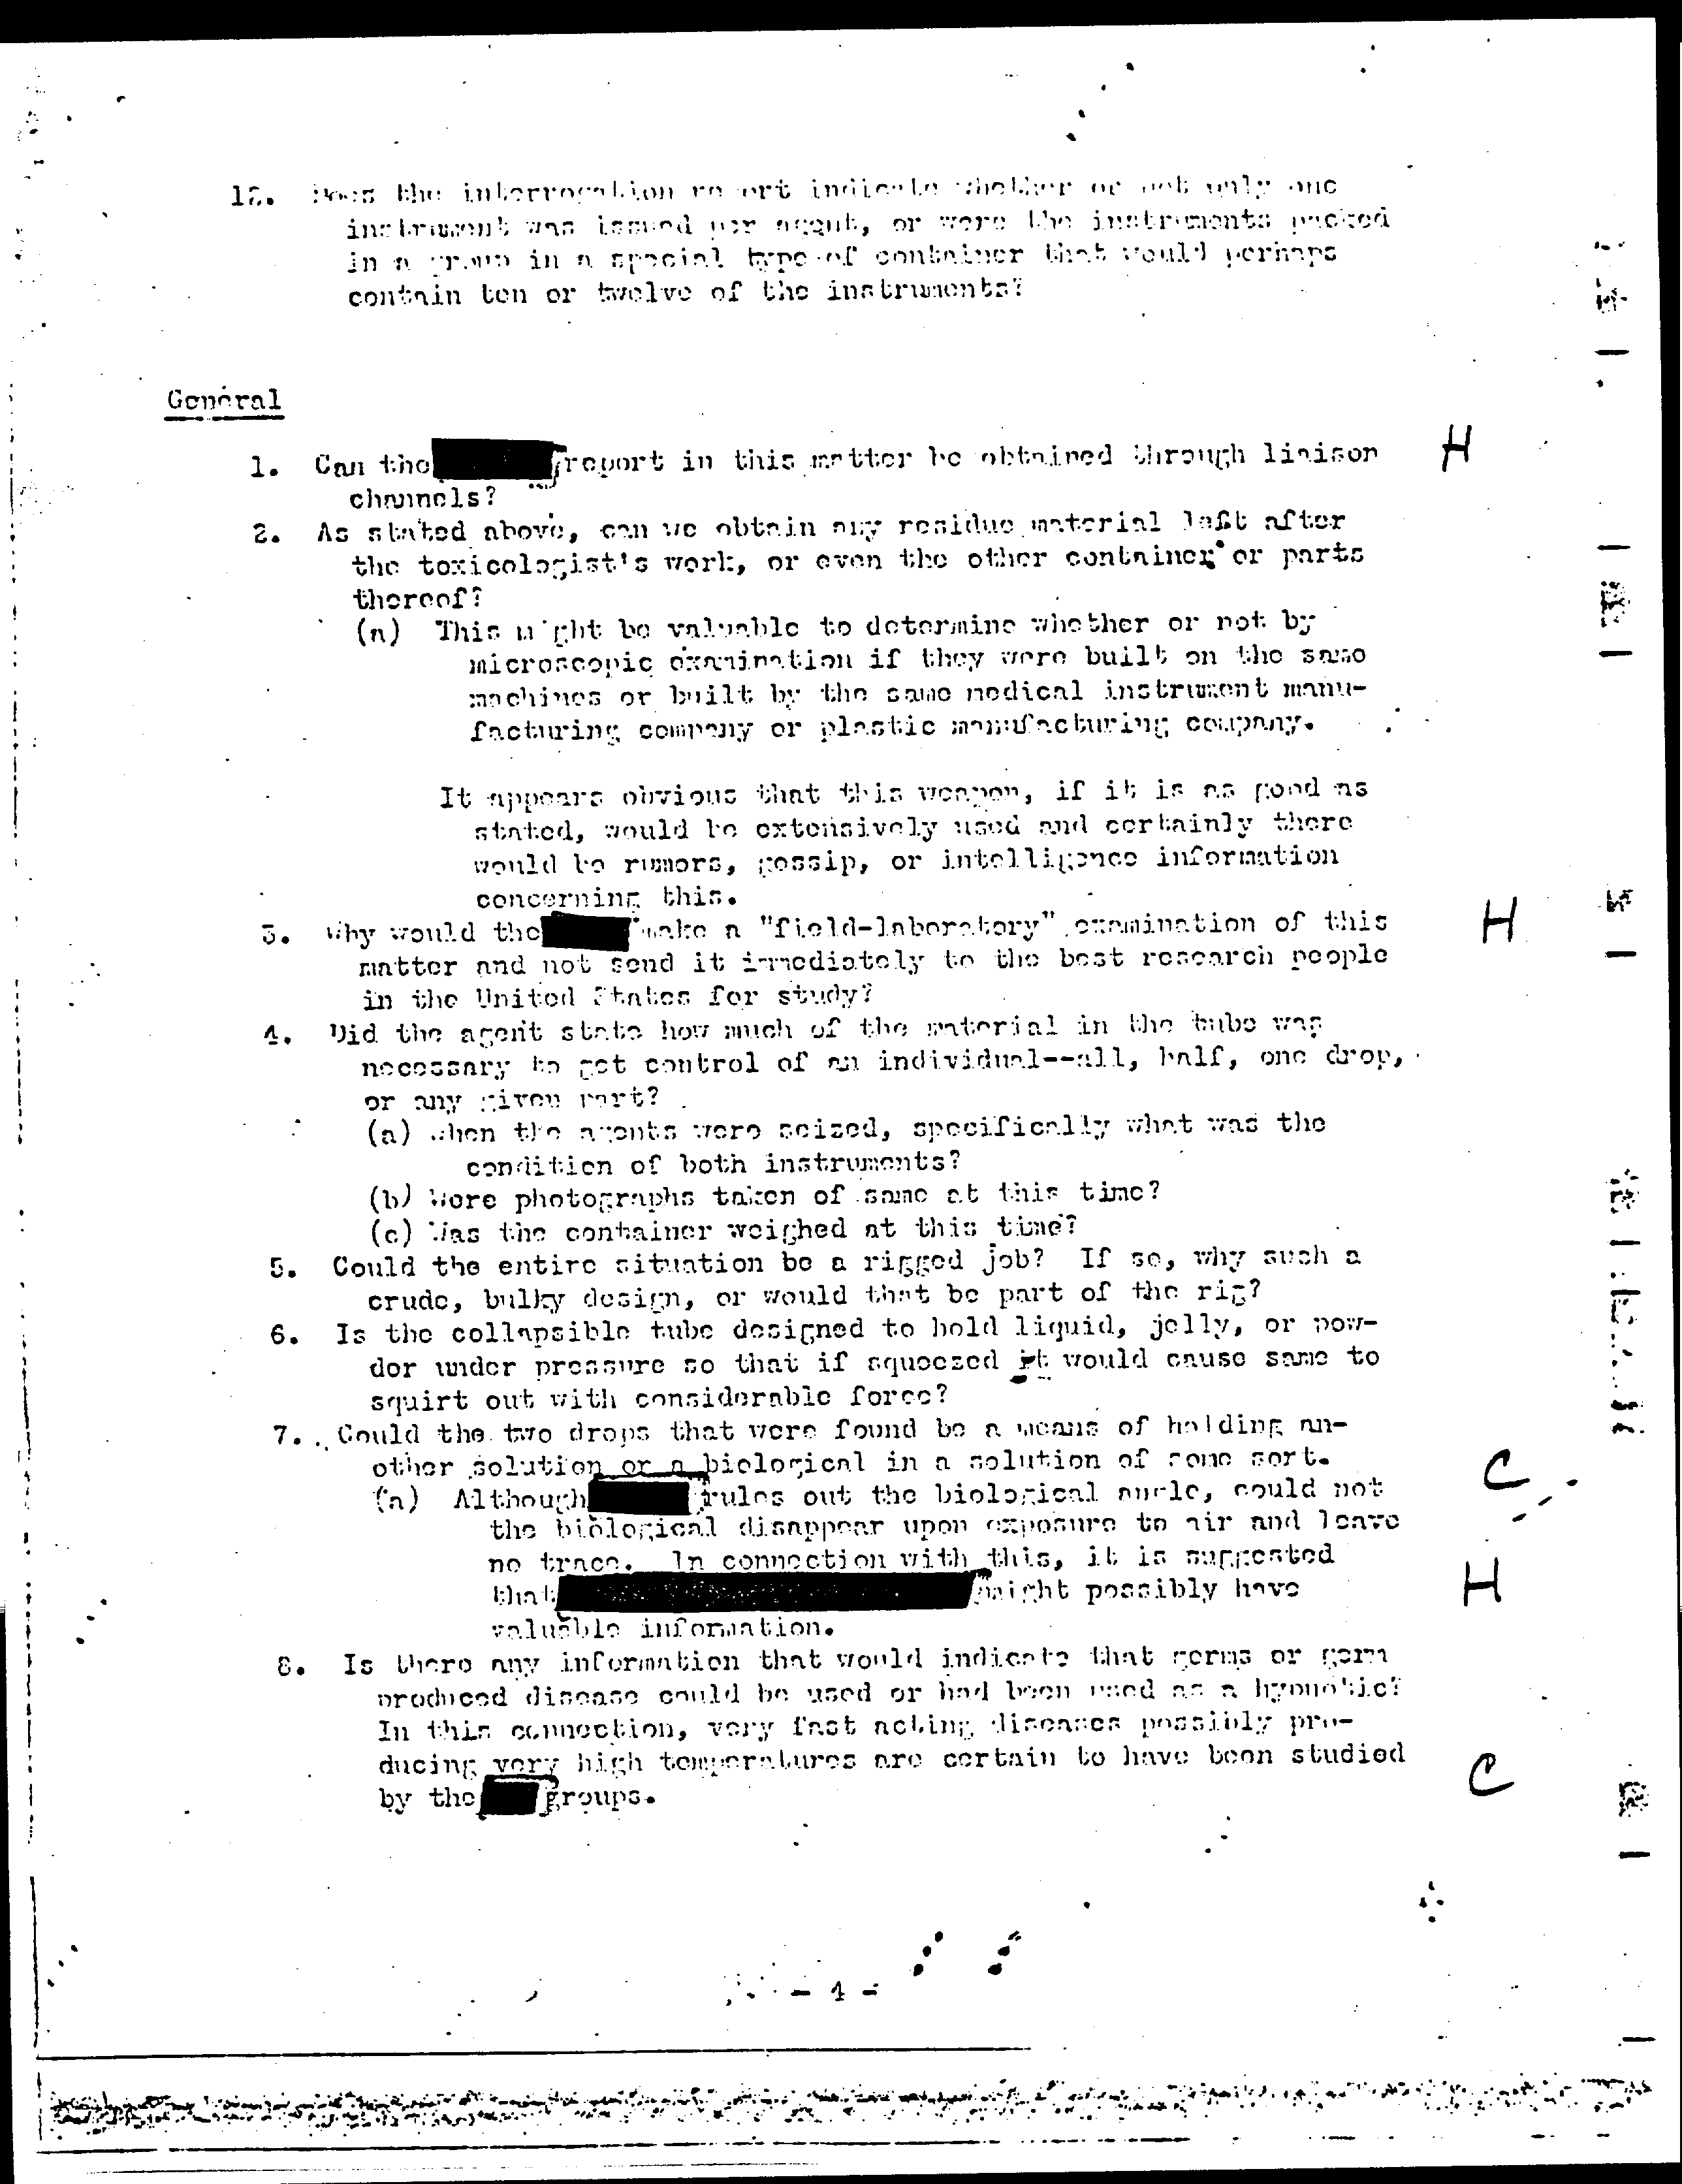 12. Does the interrogation report indicate whether or not only one
instrument was issued per agent, or were the instruments packed
in a group in a special type of container that would perhaps
contain ten or twelve of the instruments?
General
1. Can the report in this matter be obtained through liaison H
channels?
2. As stated above, can we obtain any residue material left after
the toxicologist's work, or even the other container or parts
thereof?
(a) This might be valuable to determine whether or not by
microscopic examination if they were built on the same
machines or built by the same medical instrument manu-
facturing company or plastic manufacturing company.
It appears obvious that this weapon, if it is as good as
stated, would be extensively used and certainly there
would be rumors, gossip, or intelligence information
concerning this.
3. Why would the make a "field-laboratory" examination of this H
matter and not send it immediately to the best research people
in the United States for study?
4. Did the agent state how much of the material in the tube was
necessary to get control of an individual--all, half, one drop,
or any given part?
(a) When the agents were seized, specifically what was the
condition of both instruments?
(b) Were photographs taken of same at this time?
(c) Was the container weighed at this time?
5. Could the entire situation be a rigged job? If so, why such a
crude, bulky design, or would that be part of the rig?
6. Is the collapsible tube designed to hold liquid, jelly, or pow-
der under pressure so that if squeezed it would cause same to
squirt out with considerable force?
7. Could the two drops that were found be a means of holding an-
other solution or a biological in a solution of some sort. C
(a) Although rules out the biological angle, could not
the biological disappear upon exposure to air and leave
no trace. In connection with this, it is suggested
that might possibly have H
valuable information.
8. Is there any information that would indicate that germs or germ
produced disease could be used or had been used as a hypnotic?
In this connection, very fast acting diseases possibly pro-
ducing very high temperatures are certain to have been studied
by the groups. C
- 4 -